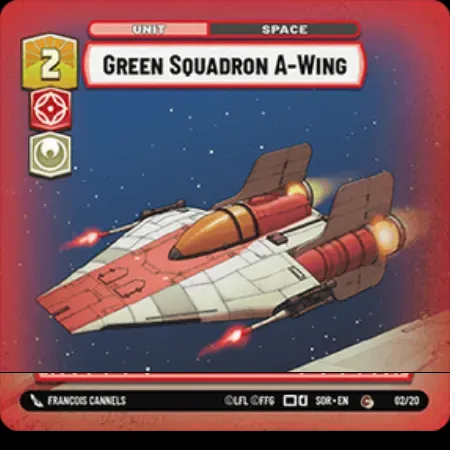 UNIT SPACE
2
GREEN SQUADRON A-WING
FRANCOIS CANNELS ©LFL ©FFG SOR • EN C 02/20